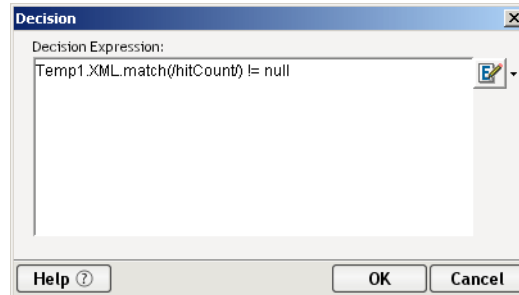 Decision
Decision Expression:
Temp1.XML.match(/hitCount/) != null
Help
OK
Cancel